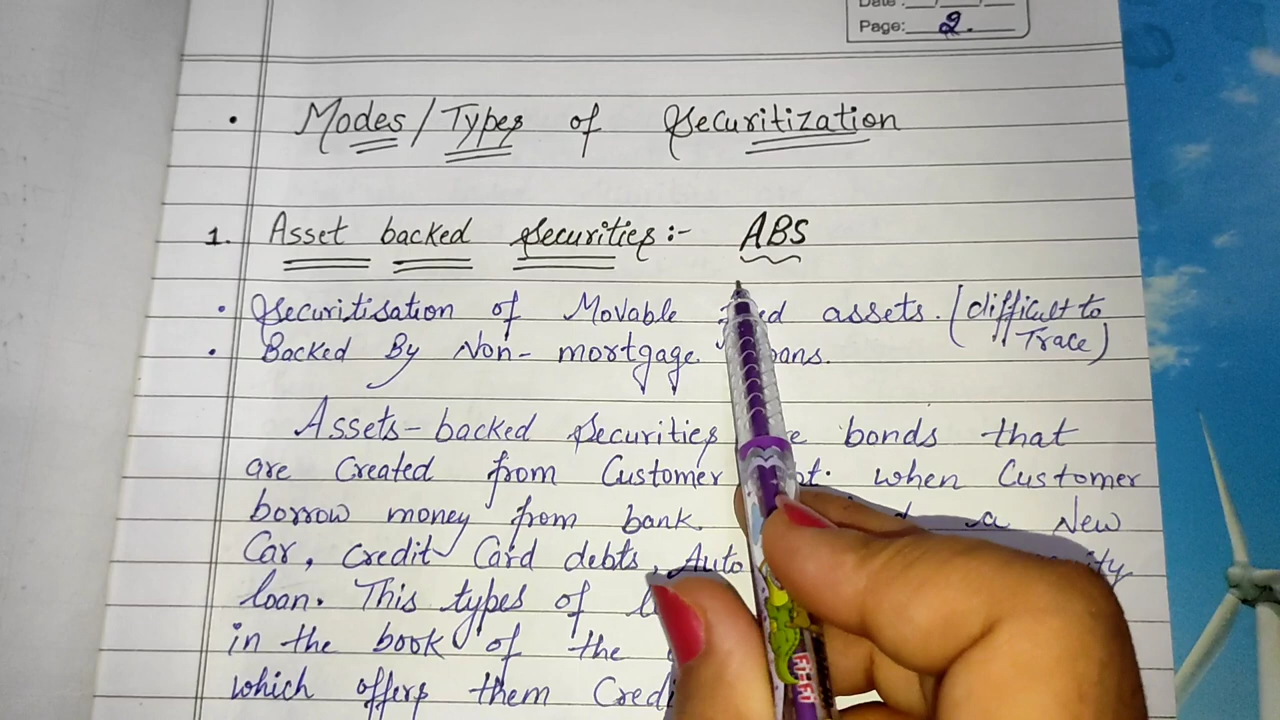 Date:
Page: 2.
• Modes/Types of Securitization
1. Asset backed Securities:- ABS
• Securitisation of Movable assets. (difficult to Trace)
• Backed By Non-mortgage
Assets-backed Securities bonds that
are Created from Customer when Customer
borrow money from bank. a New
Car, Credit Card debts, Auto
loan. This types of
in the book of the
which offers them
Fi-Fi